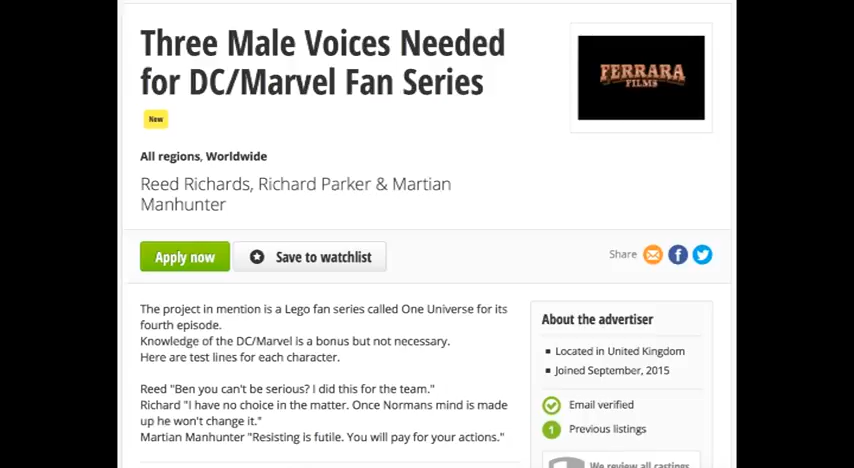 Three Male Voices Needed
for DC/Marvel Fan Series
New
FERRARA
FILMS
All regions, Worldwide
Reed Richards, Richard Parker & Martian
Manhunter
Apply now
Save to watchlist
Share
The project in mention is a Lego fan series called One Universe for its
fourth episode.
Knowledge of the DC/Marvel is a bonus but not necessary.
Here are test lines for each character.
Reed "Ben you can't be serious? I did this for the team."
Richard "I have no choice in the matter. Once Normans mind is made
up he won't change it."
Martian Manhunter "Resisting is futile. You will pay for your actions."
About the advertiser
Located in United Kingdom
Joined September, 2015
Email verified
1 Previous listings
We review all castings